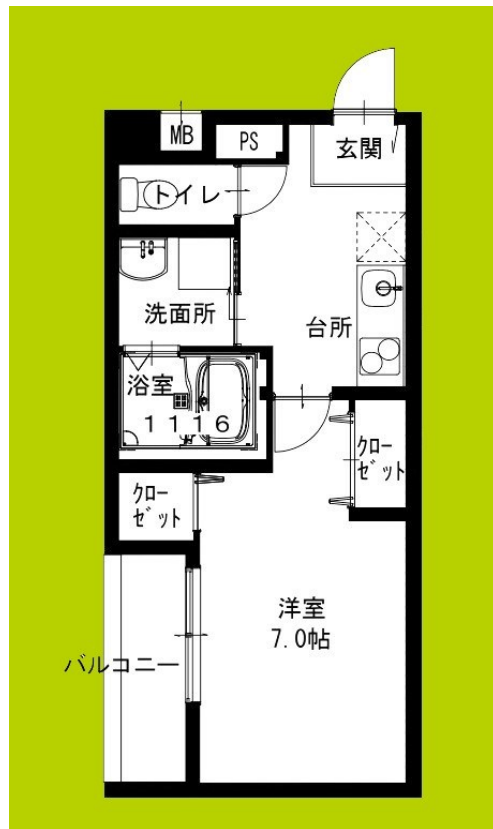 MB
PS
玄関
トイレ
洗面所
台所
浴室
1116
クロー
ゼット
クロー
ゼット
洋室
7.0帖
バルコニー